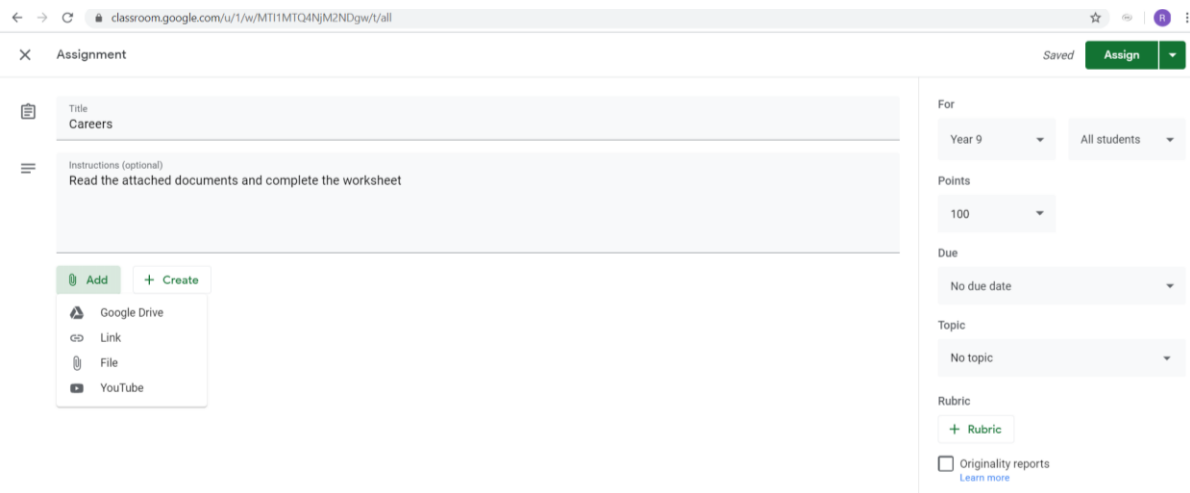 classroom.google.com/u/1/w/MTI1MTQ4NjM2NDgw/t/all
R
Assignment
Saved
Assign
Title
Careers
Instructions (optional)
Read the attached documents and complete the worksheet
Add
+ Create
Google Drive
Link
File
YouTube
For
Year 9
All students
Points
100
Due
No due date
Topic
No topic
Rubric
+ Rubric
Originality reports
Learn more